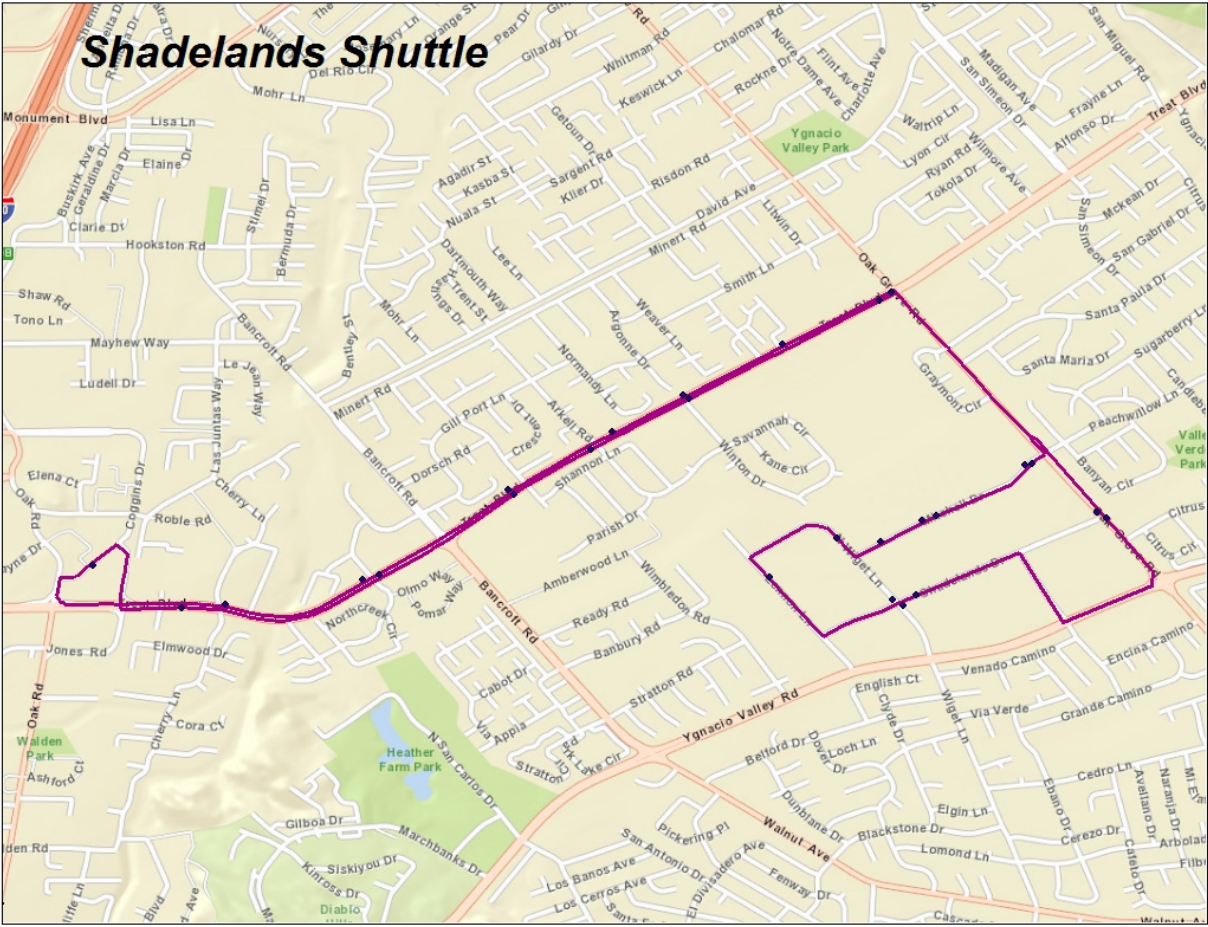 Shadelands Shuttle
Orange St
Pear Dr
Gilardy Dr
Whitman Rd
Keswick Ln
Chalomar Rd
Rockne Dr
Notre Dame Ave
Flint Ave
Charlotte Ave
Madigan Ave
San Simeon Dr
San Miguel Rd
Frayne Ln
Alfonso Dr
Treat Blvd
Del Rio Cir
Mohr Ln
Monument Blvd
Lisa Ln
Elaine Dr
Buskirk Ave
Geraldine Dr
Marcia Dr
Clarie Dr
Hookston Rd
Stimel Dr
Bermuda Dr
Getoun Dr
Agadir St
Kasba St
Nuala St
Sargent Rd
Klier Dr
Risdon Rd
David Ave
Minert Rd
Litwin Dr
Smith Ln
Ygnacio
Valley Park
Waltrip Ln
Lyon Cir
Ryan Rd
Tokola Dr
Wilmore Ave
Mckean Dr
San Simeon Dr
San Gabriel Dr
Santa Paula Dr
Sugarberry Ln
Santa Maria Dr
Peachwillow Ln
Oak Grove Rd
Graymont Cir
Shaw Rd
Tono Ln
Mayhew Way
Ludell Dr
Bancroft Rd
Le Jean Way
Las Juntas Way
Minert Rd
Mohr Ln
Dartmouth Way
Lee Ln
Trent St
Weaver Ln
Argonne Dr
Normandy Ln
Gill Port Ln
Arkell Rd
Dorsch Rd
Bancroft Rd
Shannon Ln
Savannah Cir
Kane Cir
Winton Dr
Banyan Cir
Citrus Cir
Elena Ct
Coggins Dr
Cherry Ln
Roble Rd
Parish Dr
Amberwood Ln
Wimbledon Rd
Wiget Ln
Olmo Way
Pomar Way
Northcreek Cir
Bancroft Rd
Ready Rd
Banbury Rd
Stratton Rd
Cabot Dr
Via Appia
Jones Rd
Elmwood Dr
Oak Rd
Cherry Ln
Cora Ct
Walden
Park
Ashford Ct
Heather
Farm Park
N San Carlos Dr
Ygnacio Valley Rd
English Ct
Clyde Dr
Wiget Ln
Via Verde
Venado Camino
Encina Camino
Grande Camino
Belford Dr
Dover Dr
Loch Ln
Dunblane Dr
Cedro Ln
Ebano Dr
Avellano Dr
Naranja Dr
Elgin Ln
Blackstone Dr
Lomond Ln
Cerezo Dr
Cafeto Dr
Gilboa Dr
Marchbanks Dr
Siskiyou Dr
Kinross Dr
Diablo
Pickering Pl
Walnut Ave
San Antonio Dr
El Divisadero Ave
Fenway Dr
Los Banos Ave
Los Cerros Ave